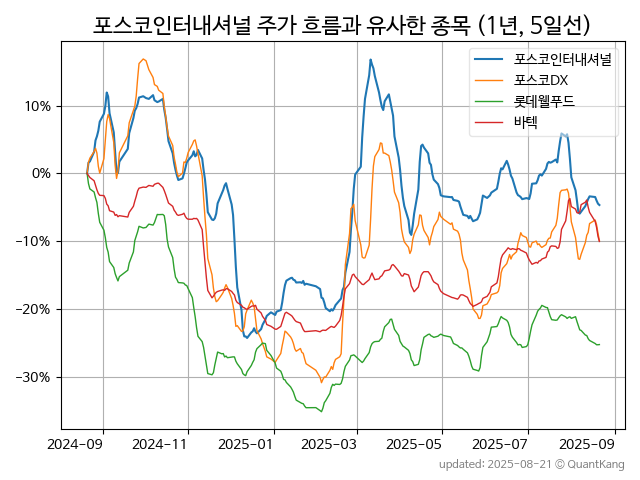 포스코인터내셔널 주가 흐름과 유사한 종목 (1년, 5일선)
포스코인터내셔널
포스코DX
롯데웰푸드
바텍
10%
0%
−10%
−20%
−30%
2024-09
2024-11
2025-01
2025-03
2025-05
2025-07
2025-09
updated: 2025-08-21 © QuantKang